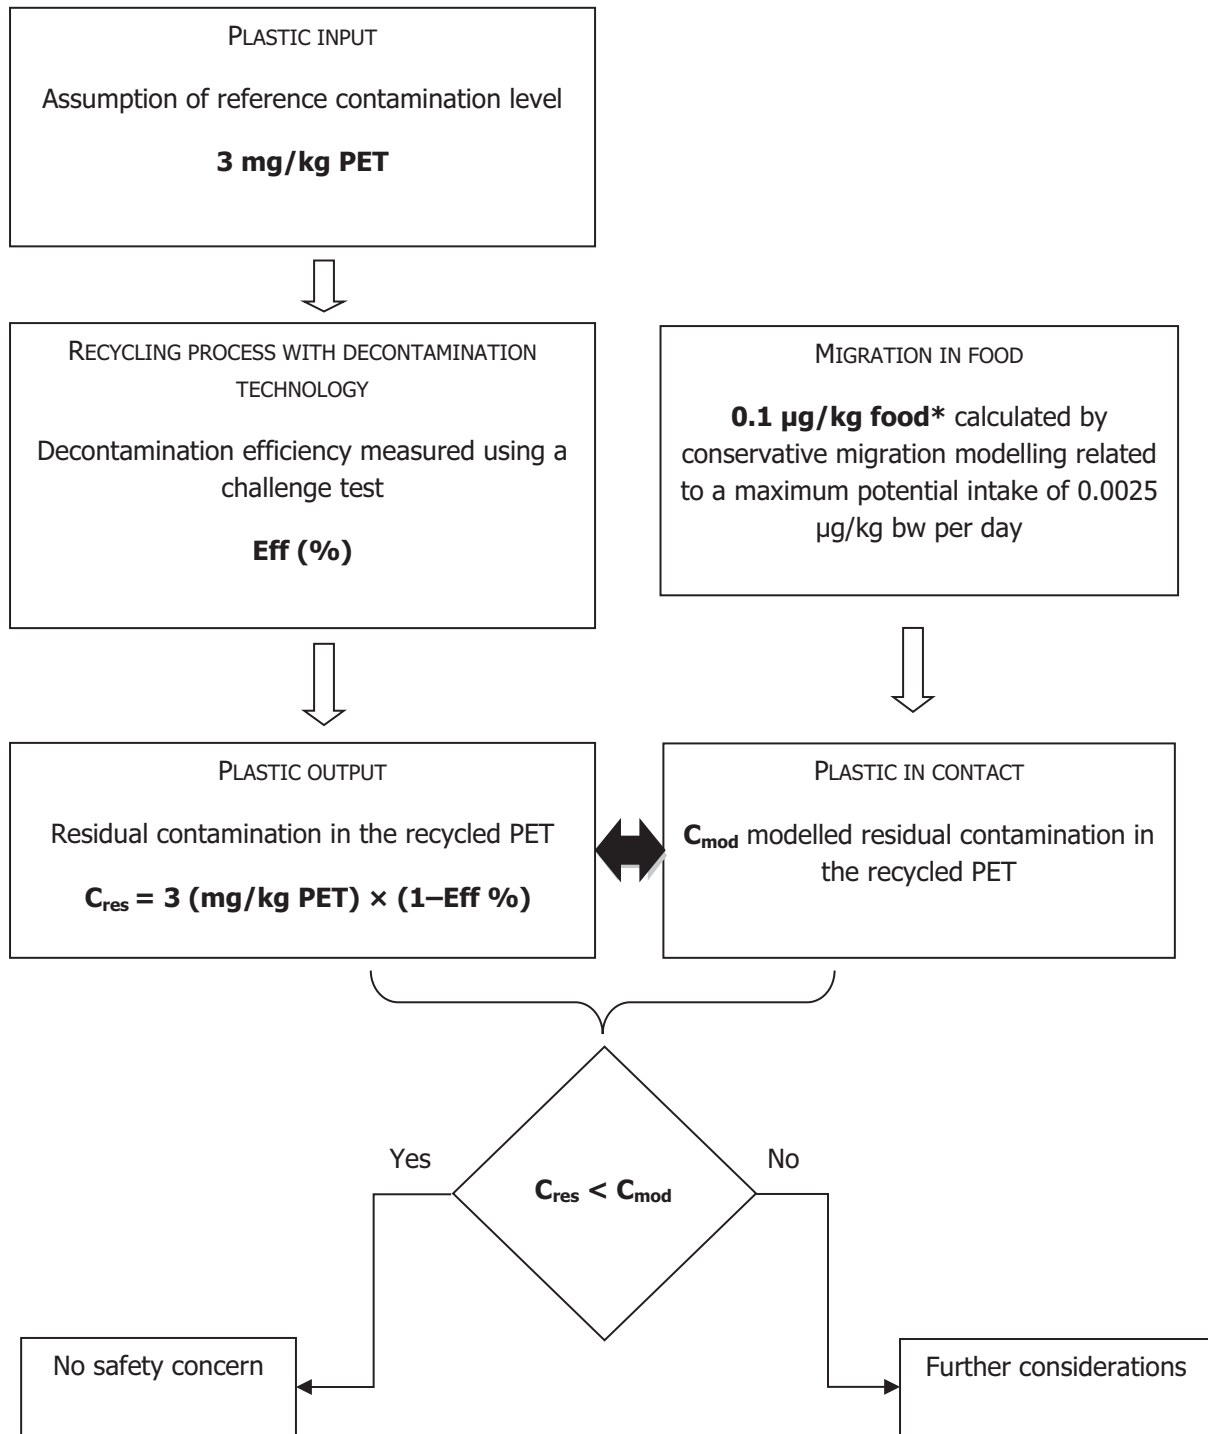 PLASTIC INPUT
Assumption of reference contamination level
3 mg/kg PET
RECYCLING PROCESS WITH DECONTAMINATION
TECHNOLOGY
Decontamination efficiency measured using a
challenge test
Eff (%)
MIGRATION IN FOOD
0.1 µg/kg food* calculated by
conservative migration modelling related
to a maximum potential intake of 0.0025
µg/kg bw per day
PLASTIC OUTPUT
Residual contamination in the recycled PET
Cres = 3 (mg/kg PET) × (1–Eff %)
PLASTIC IN CONTACT
Cmod modelled residual contamination in
the recycled PET
Yes
No
Cres < Cmod
No safety concern
Further considerations